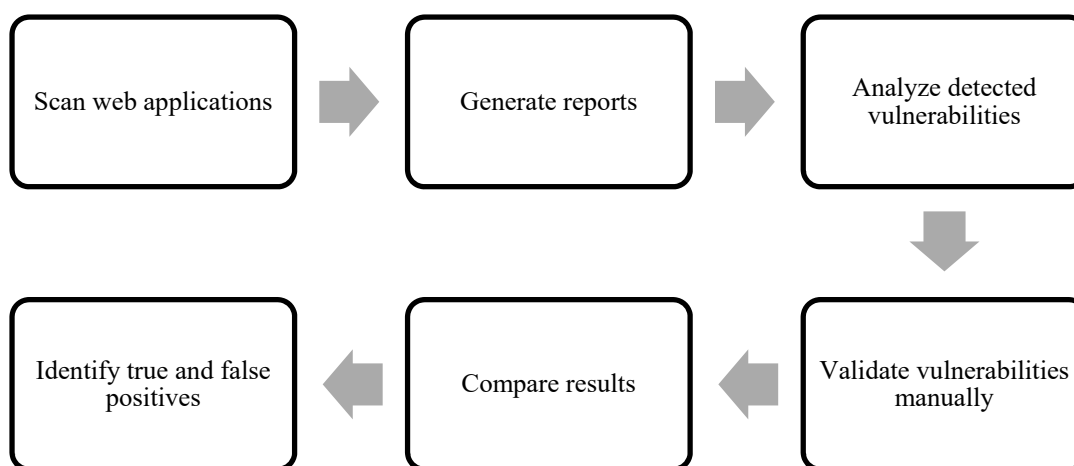 Scan web applications
Generate reports
Analyze detected
vulnerabilities
Validate vulnerabilities
manually
Compare results
Identify true and false
positives